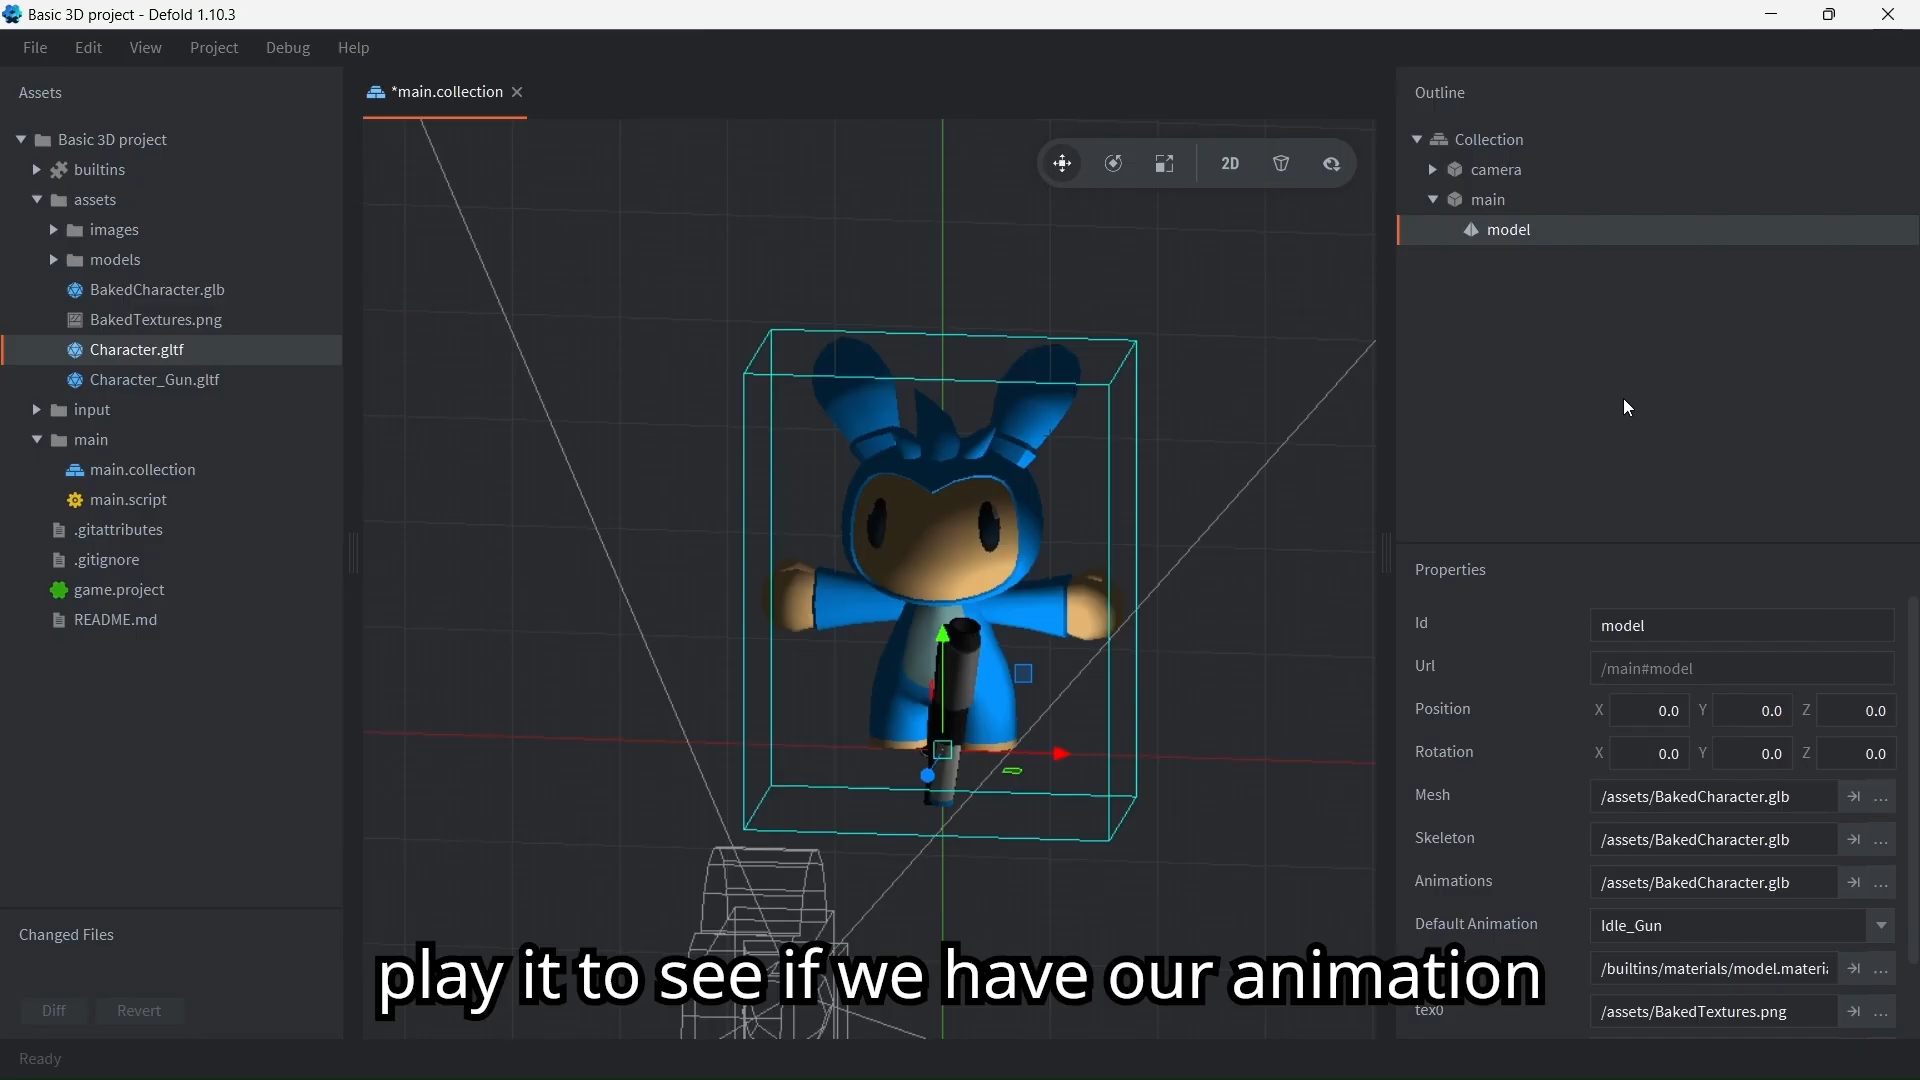 Basic 3D project - Defold 1.10.3
File Edit View Project Debug Help
Assets
Basic 3D project
builtins
assets
images
models
BakedCharacter.glb
BakedTextures.png
Character.gltf
Character_Gun.gltf
input
main
main.collection
main.script
.gitattributes
.gitignore
game.project
README.md
Changed Files
Diff Revert
Ready
*main.collection
2D
Outline
Collection
camera
main
model
Properties
Id model
Url /main#model
Position X 0.0 Y 0.0 Z 0.0
Rotation X 0.0 Y 0.0 Z 0.0
Mesh /assets/BakedCharacter.glb ...
Skeleton /assets/BakedCharacter.glb ...
Animations /assets/BakedCharacter.glb ...
Default Animation Idle_Gun
/builtins/materials/model.materi ...
tex0 /assets/BakedTextures.png ...
play it to see if we have our animation